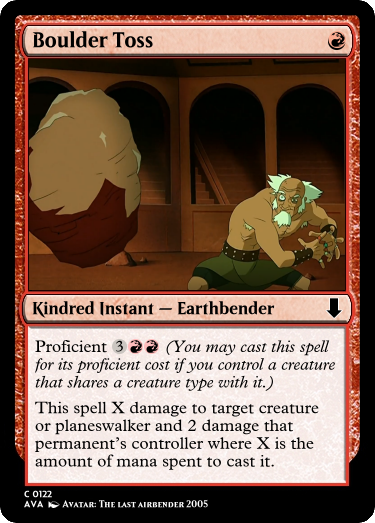 Boulder Toss
Kindred Instant — Earthbender
Proficient 3 (You may cast this spell
for its proficient cost if you control a creature
that shares a creature type with it.)
This spell X damage to target creature
or planeswalker and 2 damage that
permanent's controller where X is the
amount of mana spent to cast it.
C 0122
AVA Avatar: The last airbender 2005